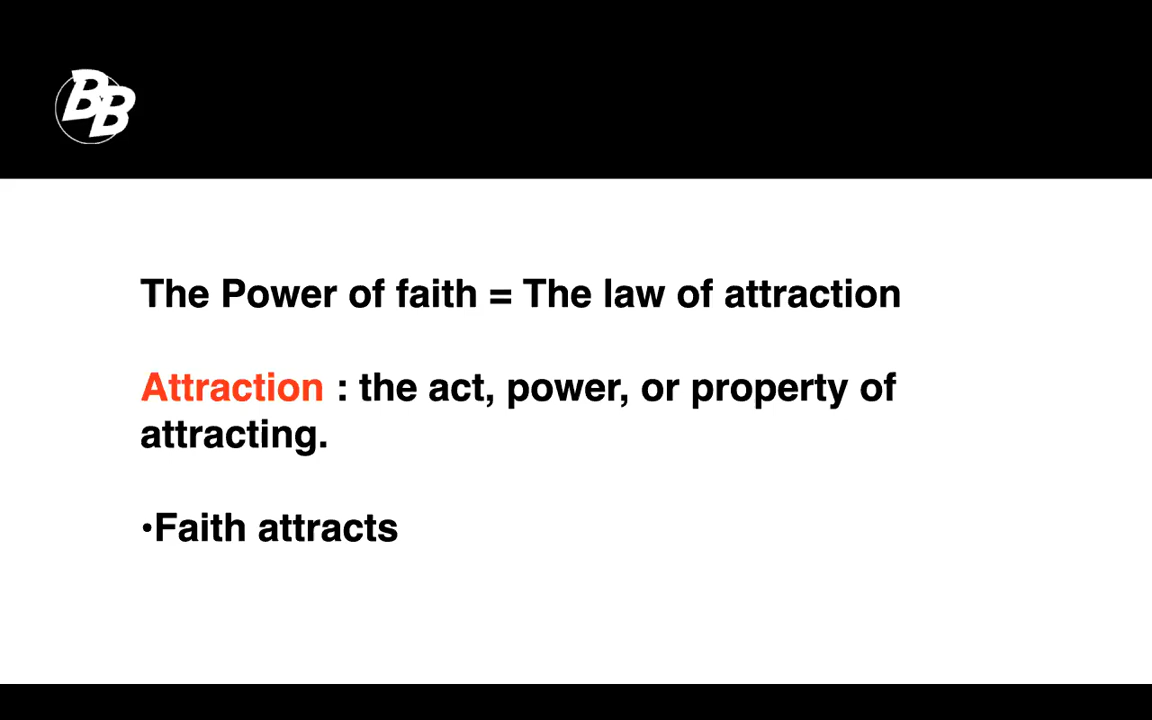 BB
The Power of faith = The law of attraction
Attraction : the act, power, or property of
attracting.
•Faith attracts